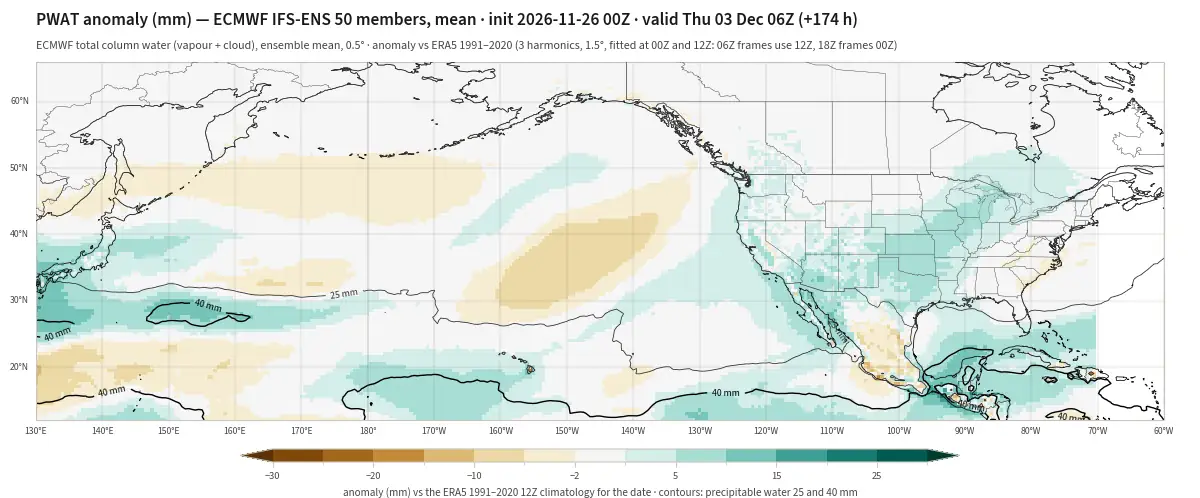 PWAT anomaly (mm) — ECMWF IFS-ENS 50 members, mean · init 2026-11-26 00Z · valid Thu 03 Dec 06Z (+174 h)
ECMWF total column water (vapour + cloud), ensemble mean, 0.5° · anomaly vs ERA5 1991–2020 (3 harmonics, 1.5°, fitted at 00Z and 12Z: 06Z frames use 12Z, 18Z frames 00Z)
60°N
50°N
40°N
30°N
20°N
25 mm
40 mm
40 mm
40 mm
40 mm
40 mm
40 mm
130°E 140°E 150°E 160°E 170°E 180° 170°W 160°W 150°W 140°W 130°W 120°W 110°W 100°W 90°W 80°W 70°W 60°W
−30 −20 −10 −2 5 15 25
anomaly (mm) vs the ERA5 1991–2020 12Z climatology for the date · contours: precipitable water 25 and 40 mm